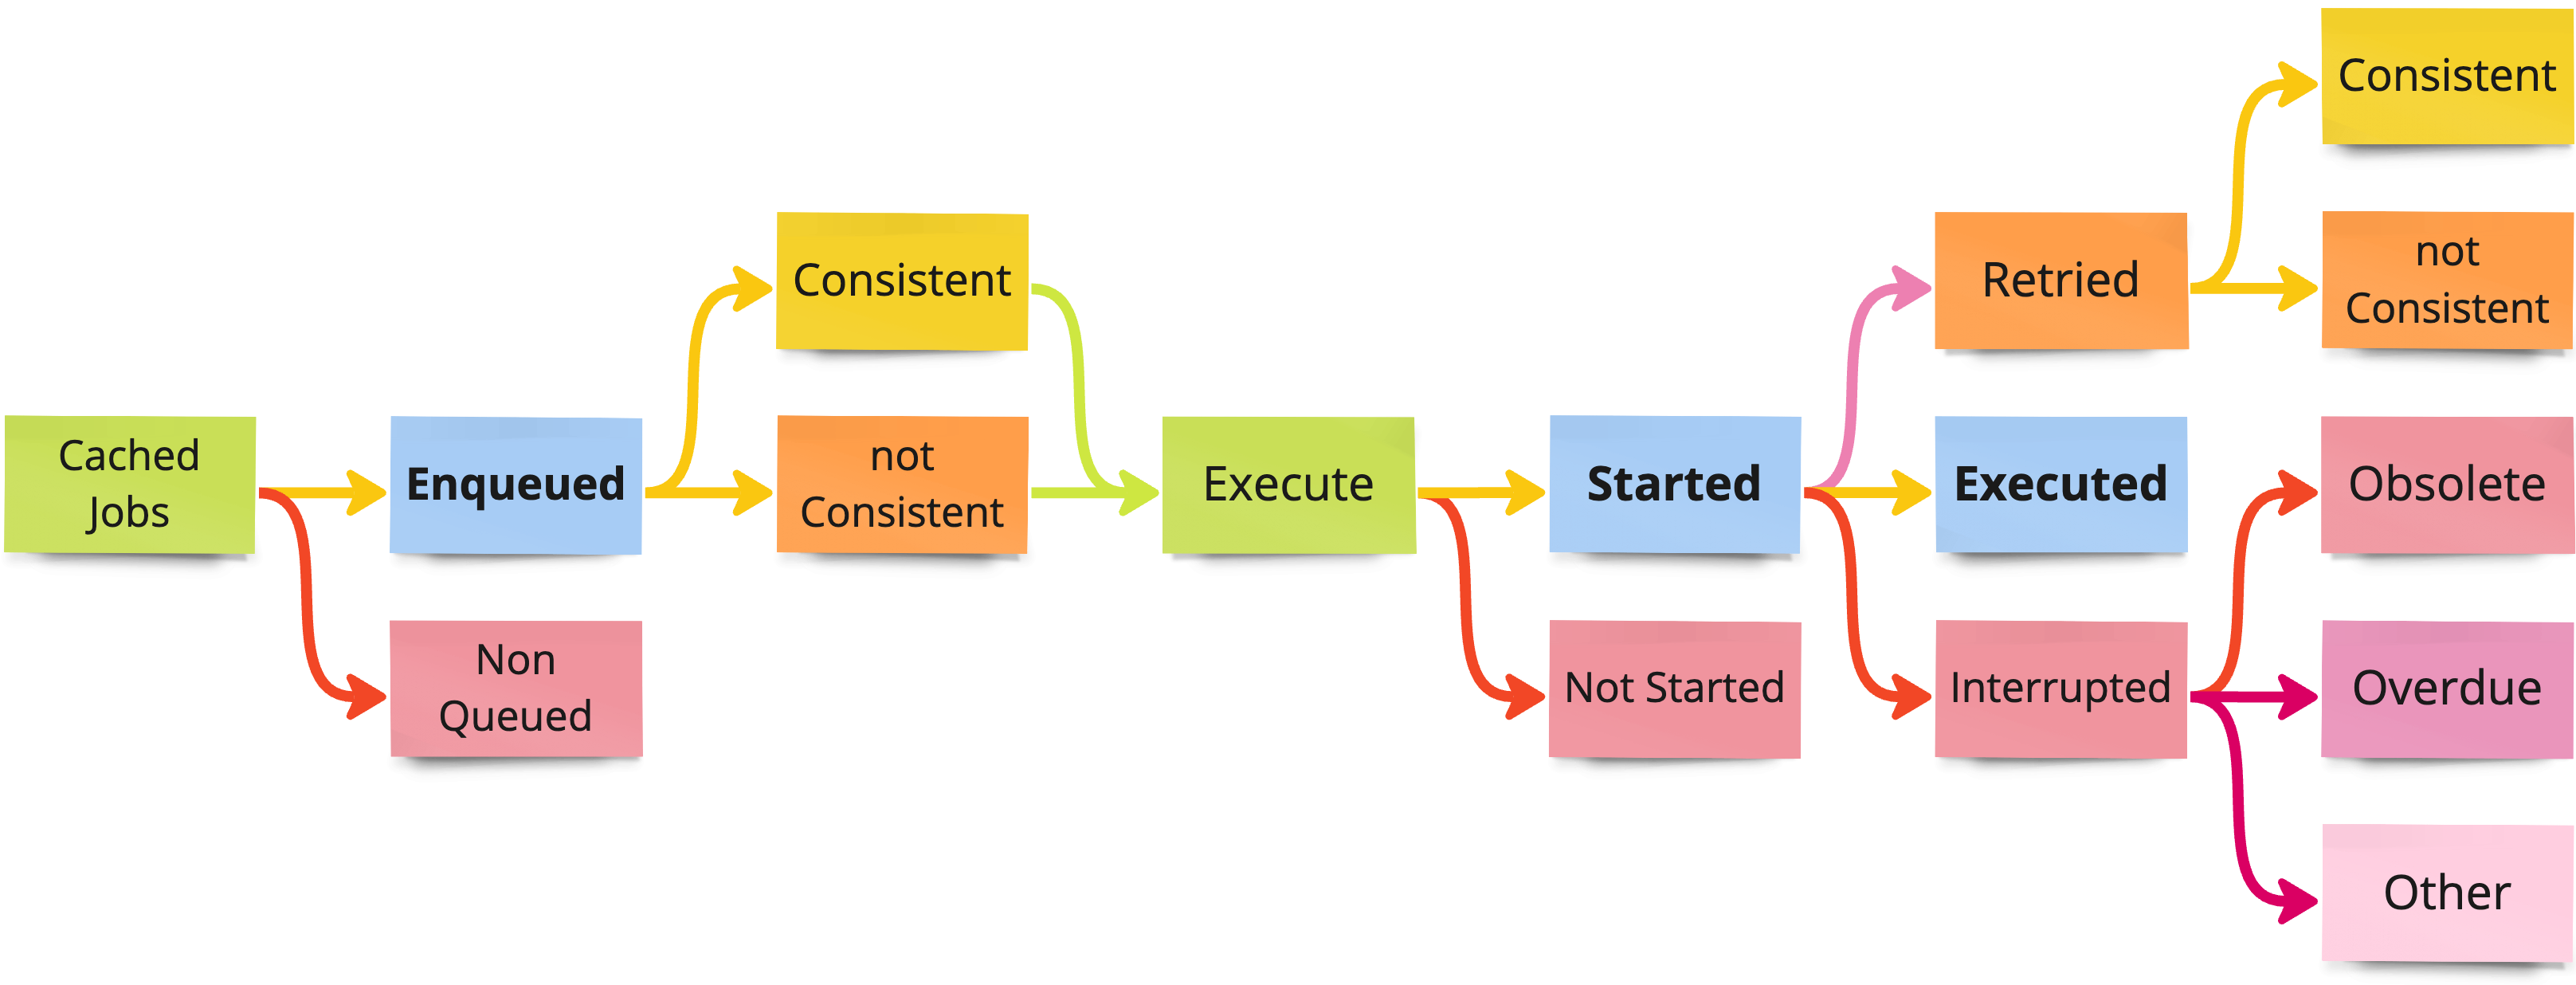 Consistent
Consistent
Retried
not
Consistent
Cached
Jobs
Enqueued
not
Consistent
Execute
Started
Executed
Obsolete
Non
Queued
Not Started
Interrupted
Overdue
Other